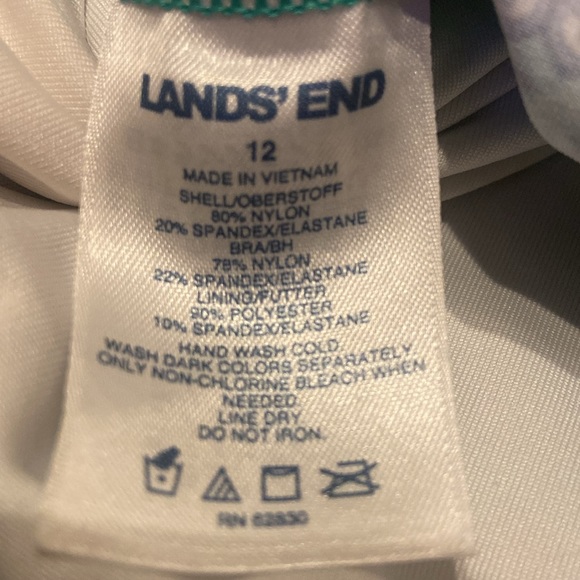 LANDS' END
12
MADE IN VIETNAM
SHELL/OBERSTOFF
80% NYLON
20% SPANDEX/ELASTANE
BRA/BH
78% NYLON
22% SPANDEX/ELASTANE
LINING/FUTTER
90% POLYESTER
10% SPANDEX/ELASTANE
HAND WASH COLD.
WASH DARK COLORS SEPARATELY.
ONLY NON-CHLORINE BLEACH WHEN
NEEDED.
LINE DRY.
DO NOT IRON.
RN 62830